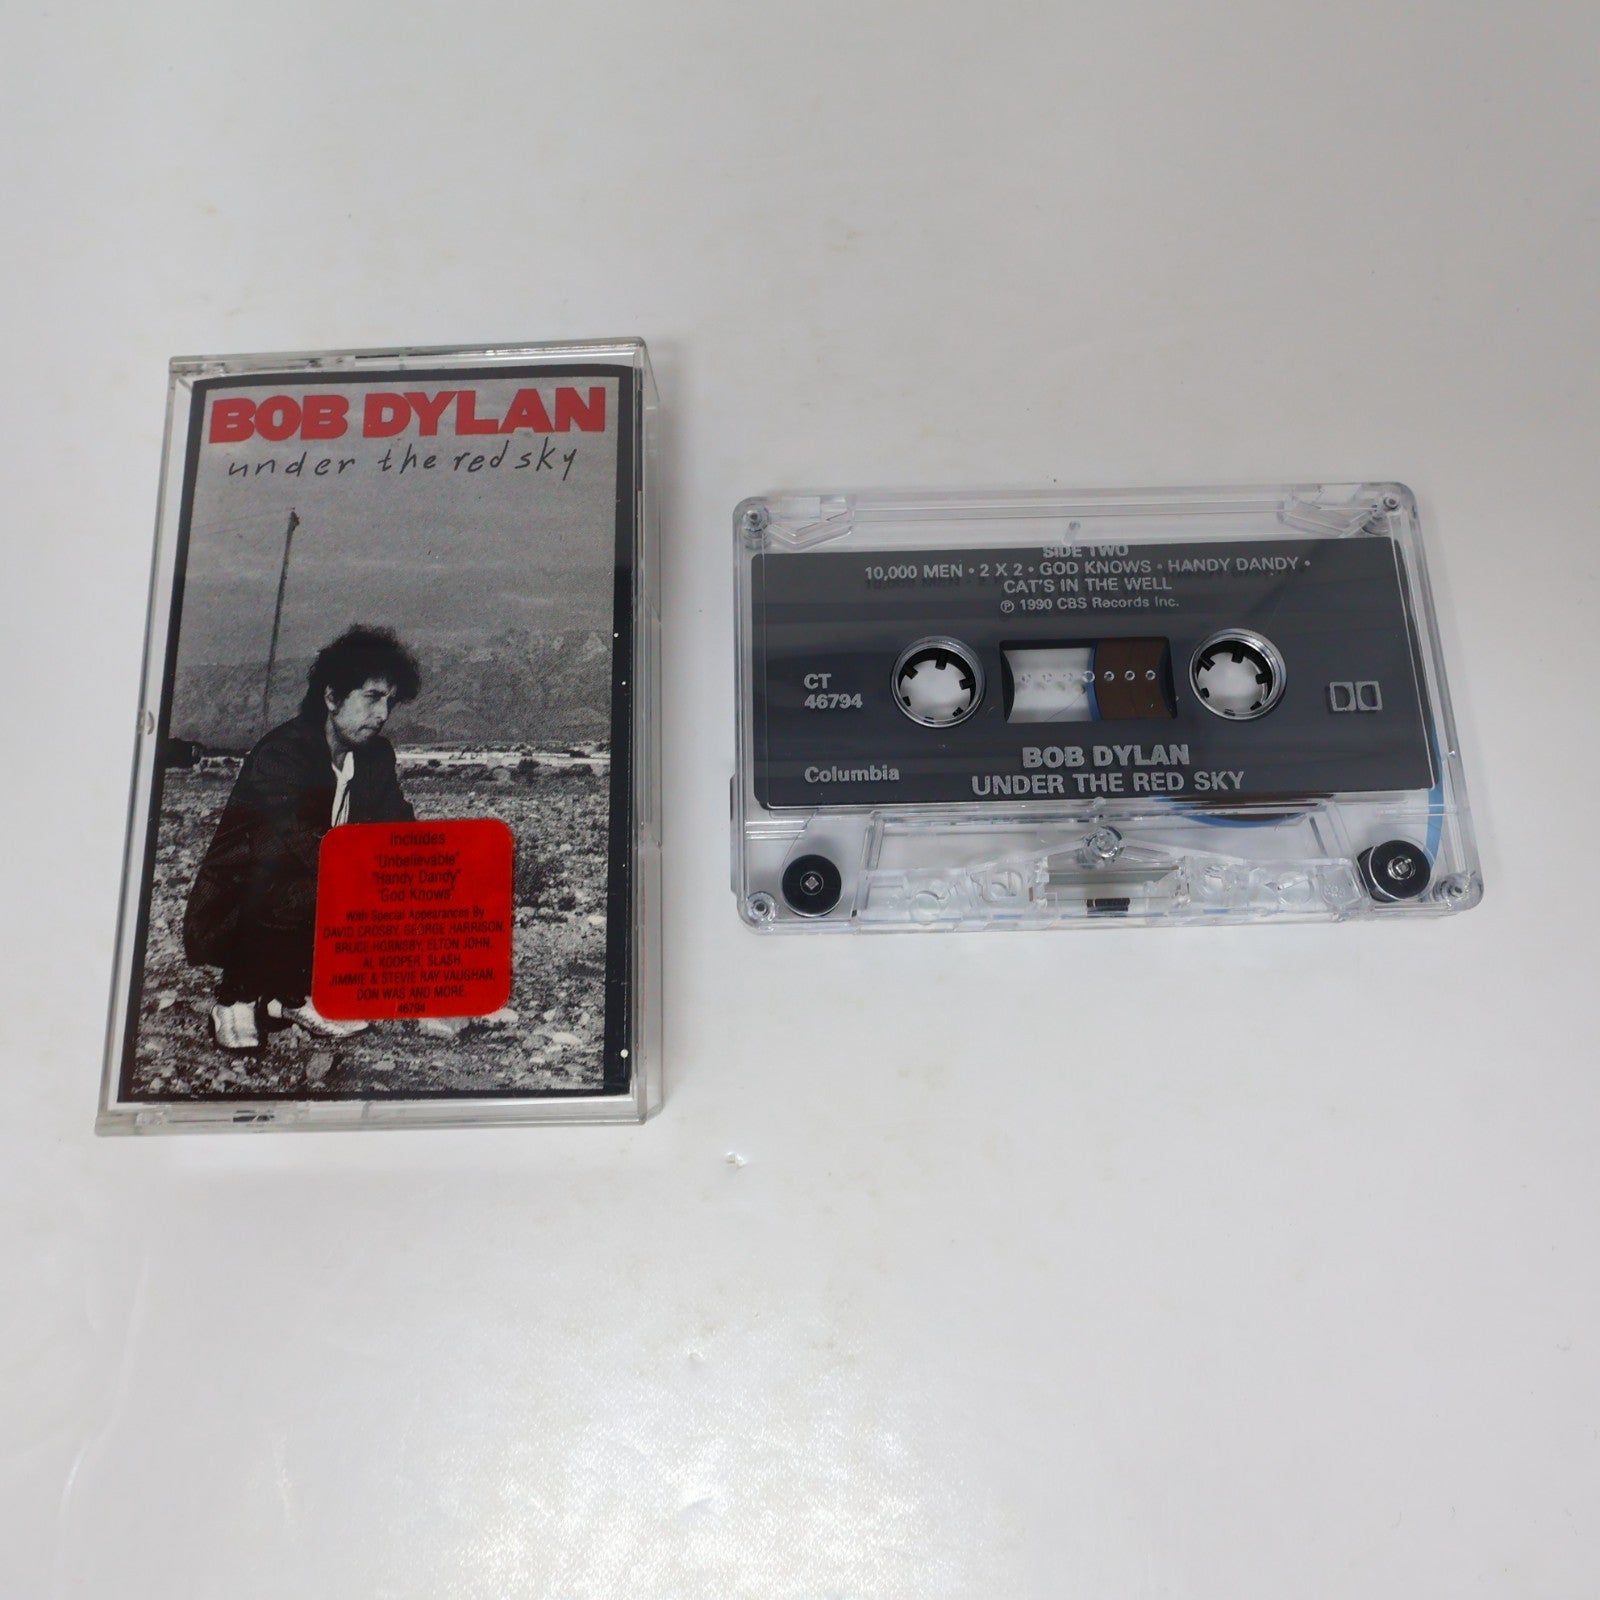 BOB DYLAN
under the red sky
Includes
"Unbelievable"
"Handy Dandy"
"God Knows"
With Special Appearances By
DAVID CROSBY, GEORGE HARRISON,
BRUCE HORNSBY, ELTON JOHN,
AL KOOPER, SLASH,
JIMMIE & STEVIE RAY VAUGHAN,
DON WAS AND MORE.
46794
SIDE TWO
10,000 MEN • 2 X 2 • GOD KNOWS • HANDY DANDY •
CAT'S IN THE WELL
℗ 1990 CBS Records Inc.
CT
46794
Columbia
BOB DYLAN
UNDER THE RED SKY